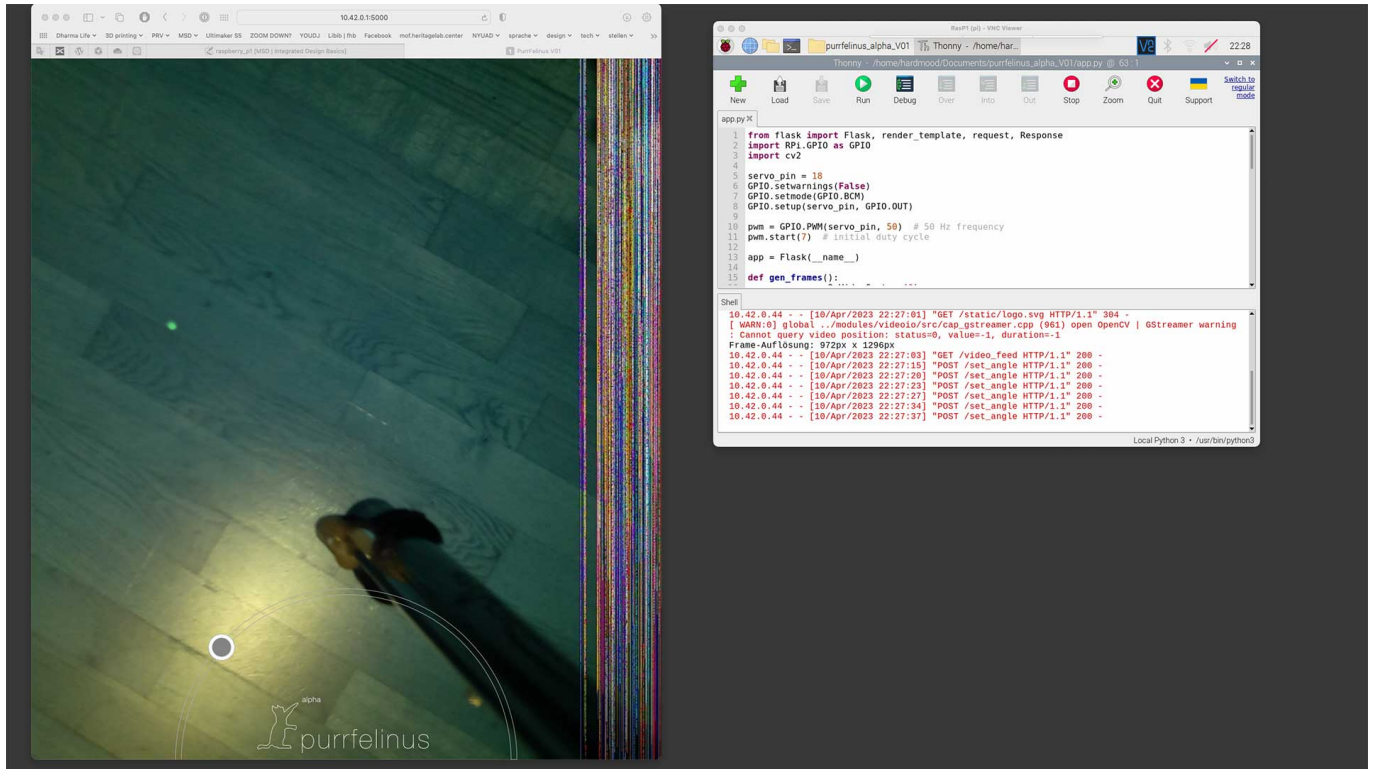 10.42.0.1:5000
Dharma Life
3D printing
PRV
MSD
Ultimaker S5
ZOOM DOWNT
YOUDJ
Libib | fhb
Facebook
mof.heritagelab.center
NYUAD
sprache
design
tech
stellen
raspberry_p1 (MSD | Integrated Design Basics)
PurrFelinus V01
alpha
purrfelinus
RasP1 (pi) - VNC Viewer
purrfelinus_alpha_V01
Thonny - /home/har...
22:28
Thonny - /home/hardmood/Documents/purrfelinus_alpha_V01/app.py @ 63 : 1
New
Load
Save
Run
Debug
Over
Into
Out
Stop
Zoom
Quit
Support
Switch to
regular
mode
app.py
1 from flask import Flask, render_template, request, Response
2 import RPi.GPIO as GPIO
3 import cv2
4
5 servo_pin = 18
6 GPIO.setwarnings(False)
7 GPIO.setmode(GPIO.BCM)
8 GPIO.setup(servo_pin, GPIO.OUT)
9
10 pwm = GPIO.PWM(servo_pin, 50) # 50 Hz frequency
11 pwm.start(7) # initial duty cycle
12
13 app = Flask(__name__)
14
15 def gen_frames():
Shell
10.42.0.44 - - [10/Apr/2023 22:27:01] "GET /static/logo.svg HTTP/1.1" 304 -
[ WARN:0] global ../modules/videoio/src/cap_gstreamer.cpp (961) open OpenCV | GStreamer warning
: Cannot query video position: status=0, value=-1, duration=-1
Frame-Auflösung: 972px x 1296px
10.42.0.44 - - [10/Apr/2023 22:27:03] "GET /video_feed HTTP/1.1" 200 -
10.42.0.44 - - [10/Apr/2023 22:27:15] "POST /set_angle HTTP/1.1" 200 -
10.42.0.44 - - [10/Apr/2023 22:27:20] "POST /set_angle HTTP/1.1" 200 -
10.42.0.44 - - [10/Apr/2023 22:27:23] "POST /set_angle HTTP/1.1" 200 -
10.42.0.44 - - [10/Apr/2023 22:27:27] "POST /set_angle HTTP/1.1" 200 -
10.42.0.44 - - [10/Apr/2023 22:27:34] "POST /set_angle HTTP/1.1" 200 -
10.42.0.44 - - [10/Apr/2023 22:27:37] "POST /set_angle HTTP/1.1" 200 -
Local Python 3 • /usr/bin/python3